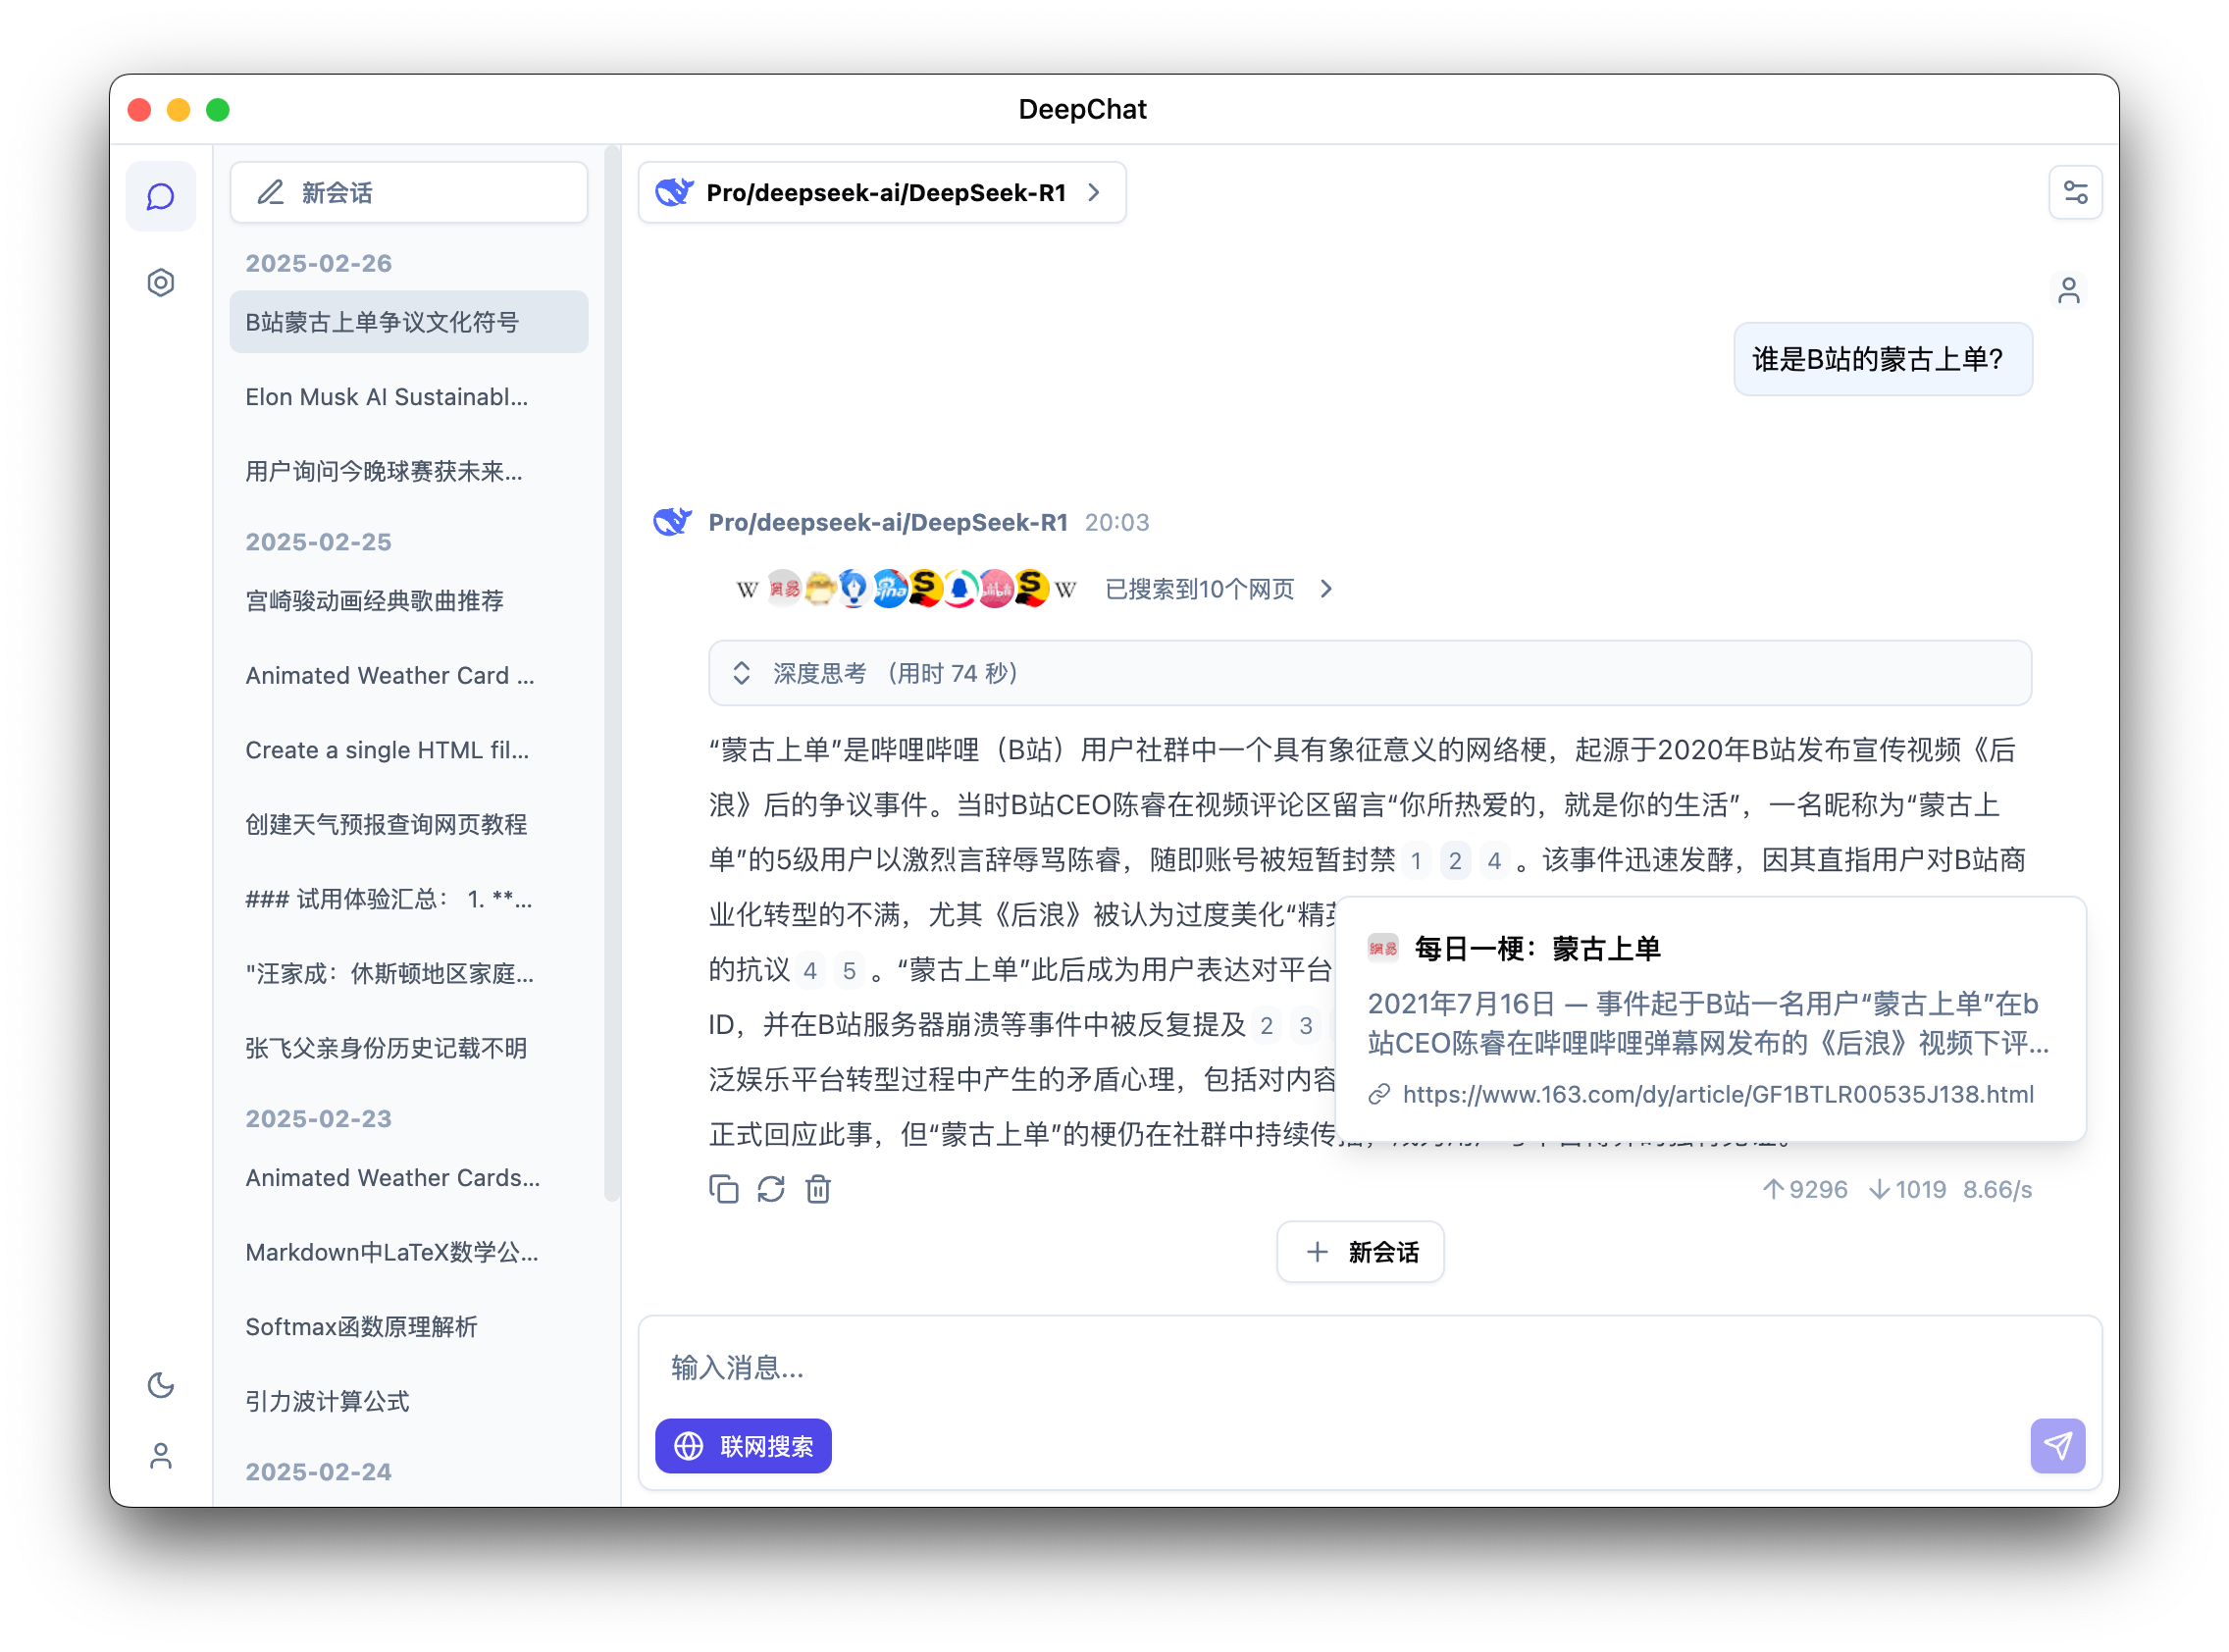 DeepChat
新会话
2025-02-26
B站蒙古上单争议文化符号
Elon Musk AI Sustainabl...
用户询问今晚球赛获未来...
2025-02-25
宫崎骏动画经典歌曲推荐
Animated Weather Card ...
Create a single HTML fil...
创建天气预报查询网页教程
### 试用体验汇总： 1. **...
"汪家成：休斯顿地区家庭...
张飞父亲身份历史记载不明
2025-02-23
Animated Weather Cards...
Markdown中LaTeX数学公...
Softmax函数原理解析
引力波计算公式
2025-02-24
Pro/deepseek-ai/DeepSeek-R1
谁是B站的蒙古上单？
Pro/deepseek-ai/DeepSeek-R1 20:03
已搜索到10个网页
深度思考 （用时 74 秒）
“蒙古上单”是哔哩哔哩（B站）用户社群中一个具有象征意义的网络梗，起源于2020年B站发布宣传视频《后
浪》后的争议事件。当时B站CEO陈睿在视频评论区留言“你所热爱的，就是你的生活”，一名昵称为“蒙古上
单”的5级用户以激烈言辞辱骂陈睿，随即账号被短暂封禁 1 2 4 。该事件迅速发酵，因其直指用户对B站商
业化转型的不满，尤其《后浪》被认为过度美化“精
的抗议 4 5 。“蒙古上单”此后成为用户表达对平台
ID，并在B站服务器崩溃等事件中被反复提及 2 3
泛娱乐平台转型过程中产生的矛盾心理，包括对内容
正式回应此事，但“蒙古上单”的梗仍在社群中持续传
每日一梗：蒙古上单
2021年7月16日 — 事件起于B站一名用户“蒙古上单”在b
站CEO陈睿在哔哩哔哩弹幕网发布的《后浪》视频下评...
https://www.163.com/dy/article/GF1BTLR00535J138.html
9296 1019 8.66/s
新会话
输入消息...
联网搜索